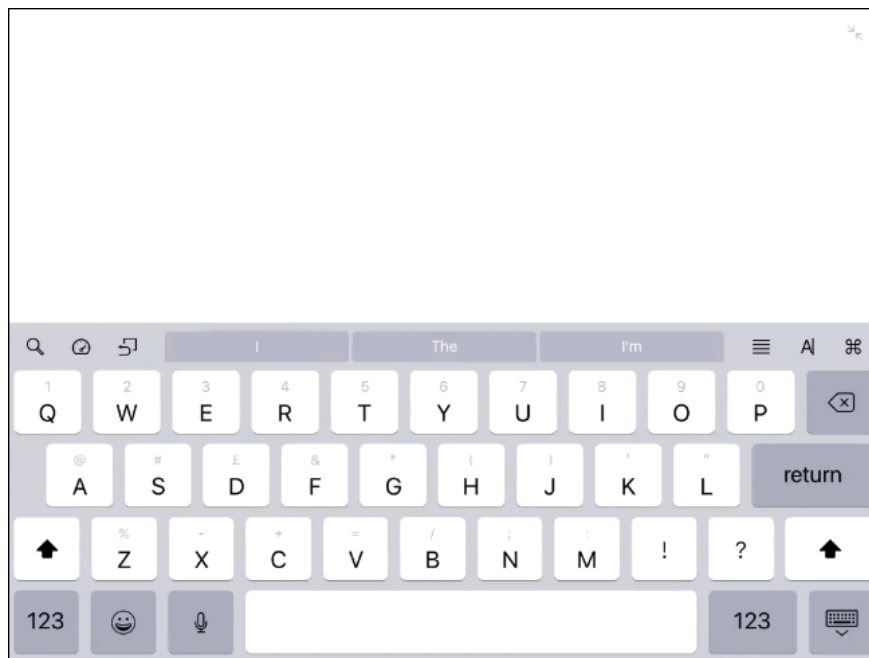 I The I'm
1 2 3 4 5 6 7 8 9 0
Q W E R T Y U I O P
@ # £ & * ( ) ' "
A S D F G H J K L return
% - + = / ; :
Z X C V B N M ! ?
123 123